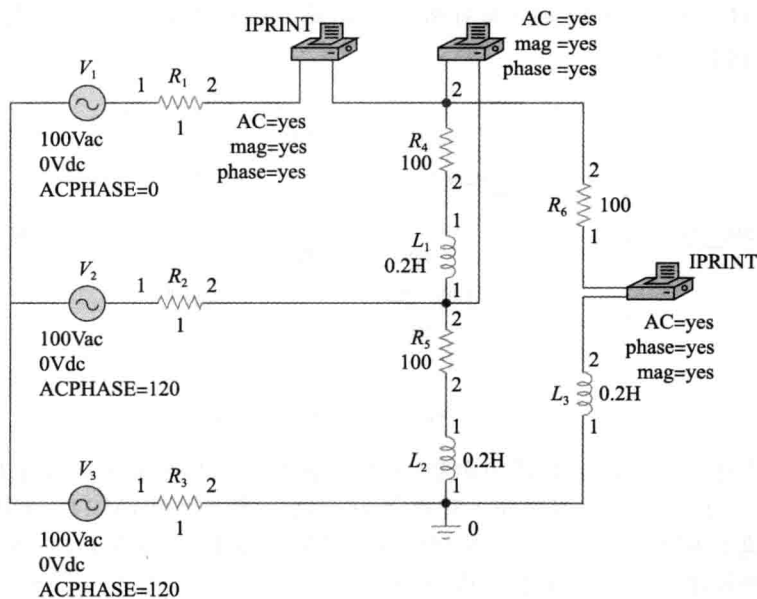 IPRINT
AC =yes
mag =yes
phase =yes
V1
1 R1 2
1
100Vac
0Vdc
ACPHASE=0
AC=yes
mag=yes
phase=yes
2
R4
100
2
1
L1
0.2H
1
2
R6
100
1
IPRINT
AC=yes
phase=yes
mag=yes
V2
1 R2 2
1
100Vac
0Vdc
ACPHASE=120
2
R5
100
2
1
L2
0.2H
1
2
L3
0.2H
1
V3
1 R3 2
1
100Vac
0Vdc
ACPHASE=120
0